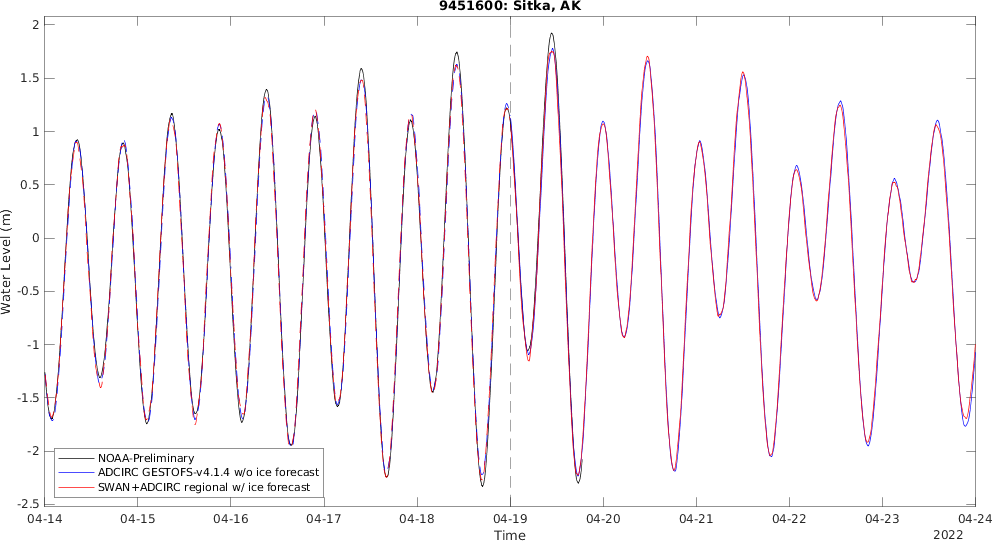 9451600: Sitka, AK
2
1.5
1
0.5
0
-0.5
-1
-1.5
-2
-2.5
Water Level (m)
NOAA-Preliminary
ADCIRC GESTOFS-v4.1.4 w/o ice forecast
SWAN+ADCIRC regional w/ ice forecast
04-14 04-15 04-16 04-17 04-18 04-19 04-20 04-21 04-22 04-23 04-24
Time
2022